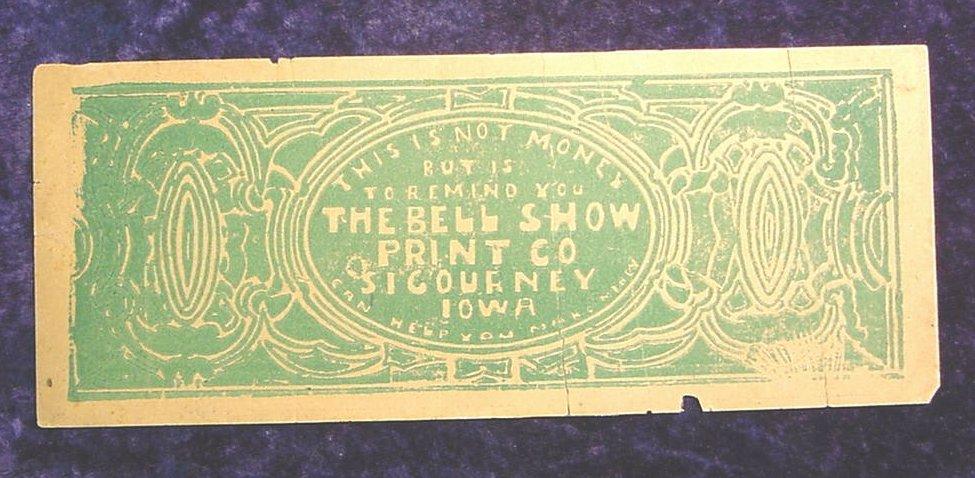 THIS IS NOT MONEY
BUT IS
TO REMIND YOU
THE BELL SHOW
PRINT CO
SIGOURNEY
IOWA
CAN HELP YOU MAKE MONEY